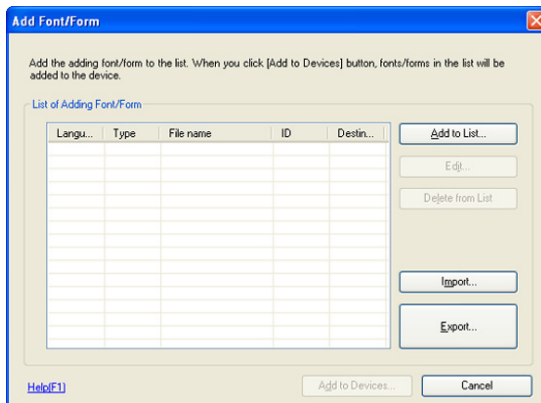 Add Font/Form
Add the adding font/form to the list. When you click [Add to Devices] button, fonts/forms in the list will be
added to the device.
List of Adding Font/Form
Langu... Type File name ID Destin...
Add to List...
Edit...
Delete from List
Import...
Export...
Help(F1)
Add to Devices...
Cancel